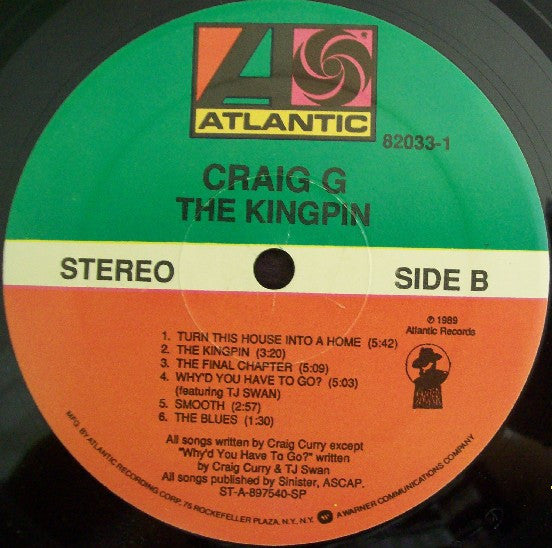 ATLANTIC
82033-1
CRAIG G
THE KINGPIN
STEREO
SIDE B
℗ 1989
Atlantic Records
1. TURN THIS HOUSE INTO A HOME (5:42)
2. THE KINGPIN (3:20)
3. THE FINAL CHAPTER (5:09)
4. WHY'D YOU HAVE TO GO? (5:03)
(featuring TJ SWAN)
5. SMOOTH (2:57)
6. THE BLUES (1:30)
All songs written by Craig Curry except
"Why'd You Have To Go?" written
by Craig Curry & TJ Swan
All songs published by Sinister, ASCAP.
ST-A-897540-SP
MFG. BY ATLANTIC RECORDING CORP., 75 ROCKEFELLER PLAZA, N.Y., N.Y. A WARNER COMMUNICATIONS COMPANY